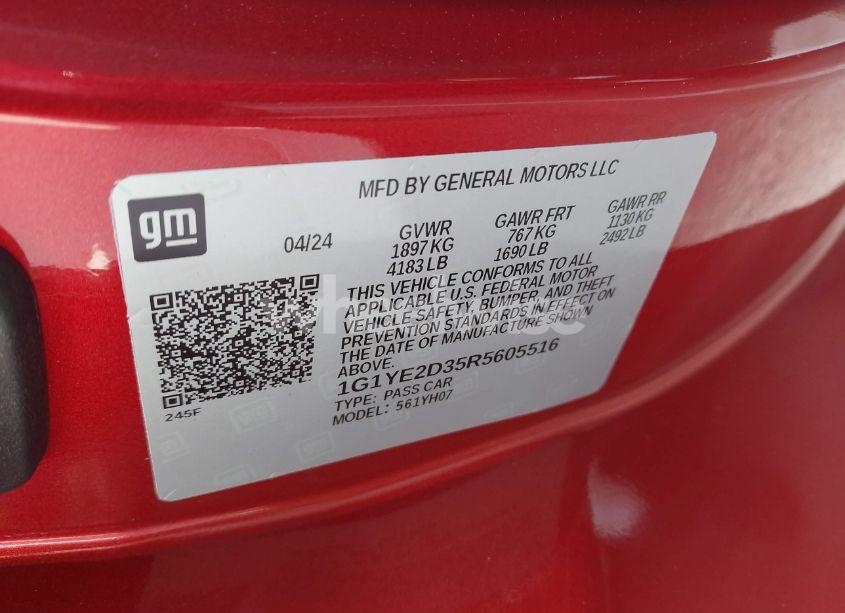 MFD BY GENERAL MOTORS LLC
gm
04/24
GVWR
1897 KG
4183 LB
GAWR FRT
767 KG
1690 LB
GAWR RR
1130 KG
2492 LB
THIS VEHICLE CONFORMS TO ALL
APPLICABLE U.S. FEDERAL MOTOR
VEHICLE SAFETY, BUMPER, AND THEFT
PREVENTION STANDARDS IN EFFECT ON
THE DATE OF MANUFACTURE SHOWN
ABOVE.
1G1YE2D35R5605516
TYPE: PASS CAR
MODEL: 561YH07
245F